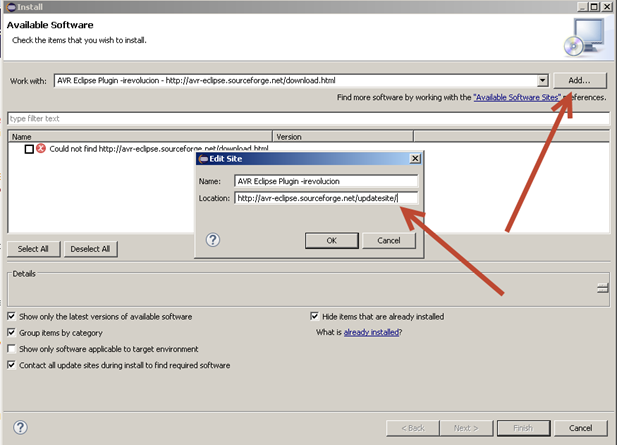 Install
Available Software
Check the items that you wish to install.
Work with: AVR Eclipse Plugin -irevolucion - http://avr-eclipse.sourceforge.net/download.html Add...
Find more software by working with the "Available Software Sites" preferences.
type filter text
Name Version
Could not find http://avr-eclipse.sourceforge.net/download.html
Edit Site
Name: AVR Eclipse Plugin -irevolucion
Location: http://avr-eclipse.sourceforge.net/updatesite/
OK Cancel
Select All Deselect All
Details
Show only the latest versions of available software Hide items that are already installed
Group items by category What is already installed?
Show only software applicable to target environment
Contact all update sites during install to find required software
< Back Next > Finish Cancel